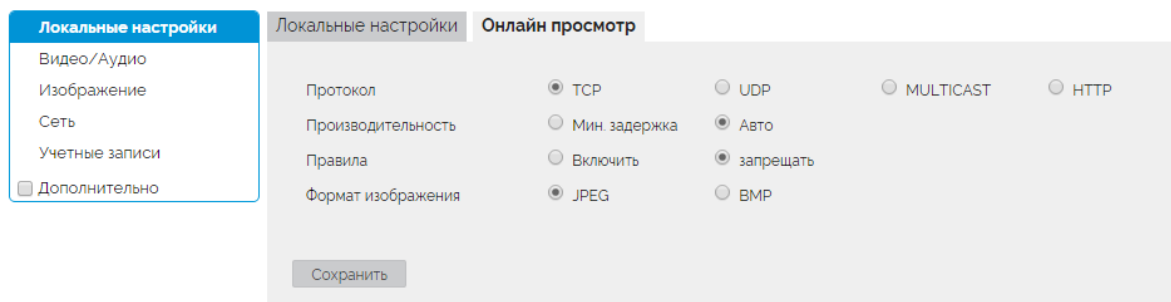 Локальные настройки
Видео/Аудио
Изображение
Сеть
Учетные записи
Дополнительно
Локальные настройки Онлайн просмотр
Протокол TCP UDP MULTICAST HTTP
Производительность Мин. задержка Авто
Правила Включить запрещать
Формат изображения JPEG BMP
Сохранить